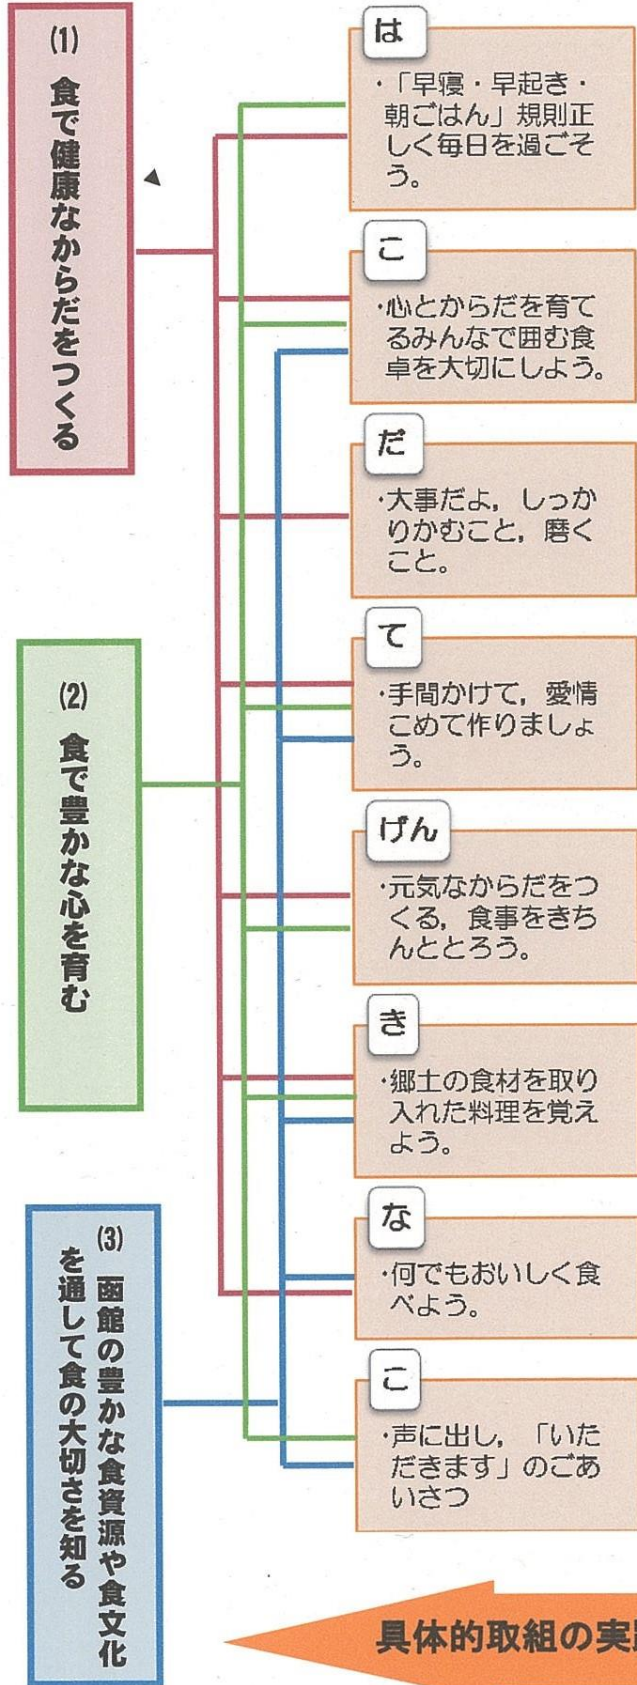 (1) 食で健康なからだをつくる
(2) 食で豊かな心を育む
(3) 函館の豊かな食資源や食文化
を通して食の大切さを知る
は
・「早寝・早起き・
朝ごはん」規則正
しく毎日を過ごそ
う。
こ
・心とからだを育て
るみんなで囲む食
卓を大切にしよう。
だ
・大事だよ，しっか
りかむこと，磨く
こと。
て
・手間かけて，愛情
こめて作りましょ
う。
げん
・元気なからだをつ
くる，食事をきち
んととろう。
き
・郷土の食材を取り
入れた料理を覚え
よう。
な
・何でもおいしく食
べよう。
こ
・声に出し，「いた
だきます」のごあ
いさつ
具体的取組の実